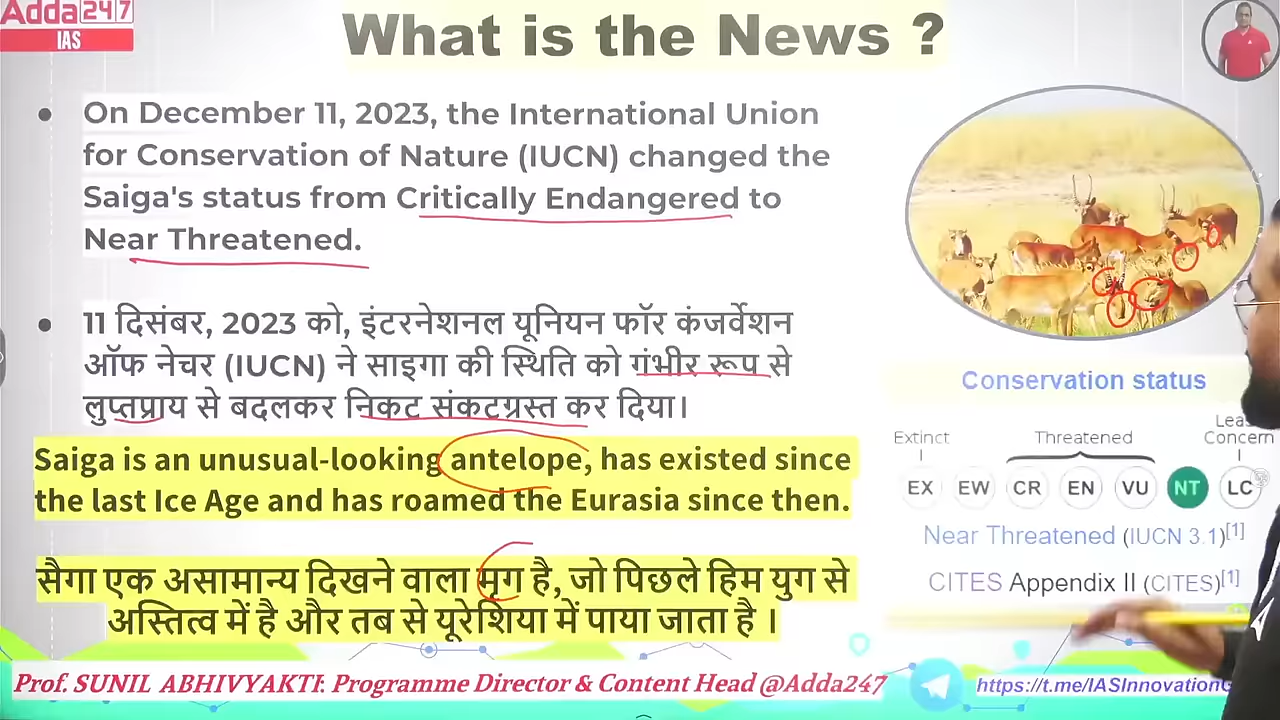 Adda247
IAS
What is the News ?
• On December 11, 2023, the International Union
for Conservation of Nature (IUCN) changed the
Saiga's status from Critically Endangered to
Near Threatened.
• 11 दिसंबर, 2023 को, इंटरनेशनल यूनियन फॉर कंजर्वेशन
ऑफ नेचर (IUCN) ने साइगा की स्थिति को गंभीर रूप से
लुप्तप्राय से बदलकर निकट संकटग्रस्त कर दिया।
Saiga is an unusual-looking antelope, has existed since
the last Ice Age and has roamed the Eurasia since then.
सैगा एक असामान्य दिखने वाला मृग है, जो पिछले हिम युग से
अस्तित्व में है और तब से यूरेशिया में पाया जाता है ।
Conservation status
Extinct Threatened Concern
EX EW CR EN VU NT LC
Near Threatened (IUCN 3.1)[1]
CITES Appendix II (CITES)[1]
Prof. SUNIL ABHIVYAKTI: Programme Director & Content Head @Adda247
https://t.me/IASInnovation